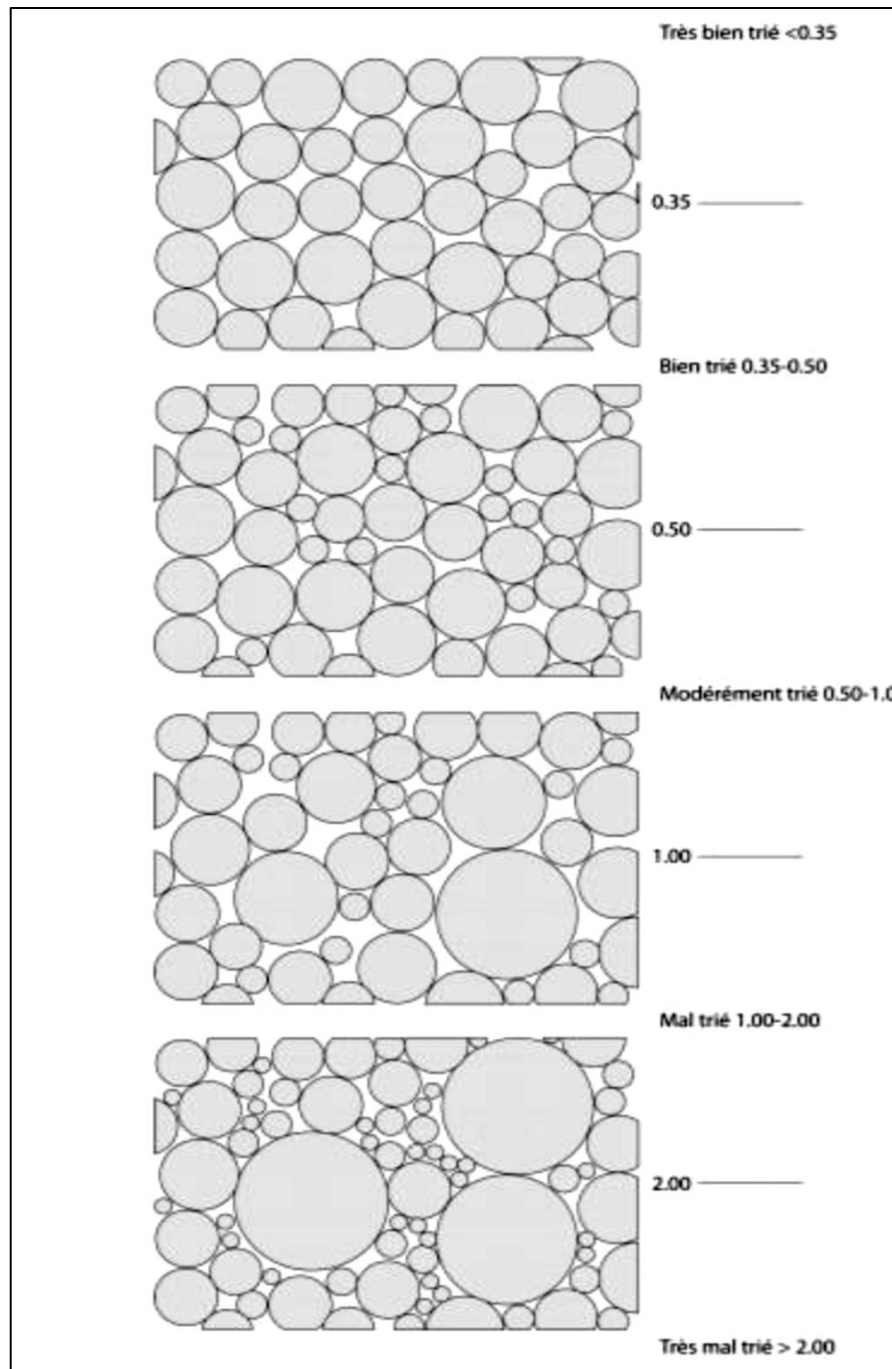 Très bien trié <0.35
0.35
Bien trié 0.35-0.50
0.50
Modérément trié 0.50-1.0
1.00
Mal trié 1.00-2.00
2.00
Très mal trié > 2.00